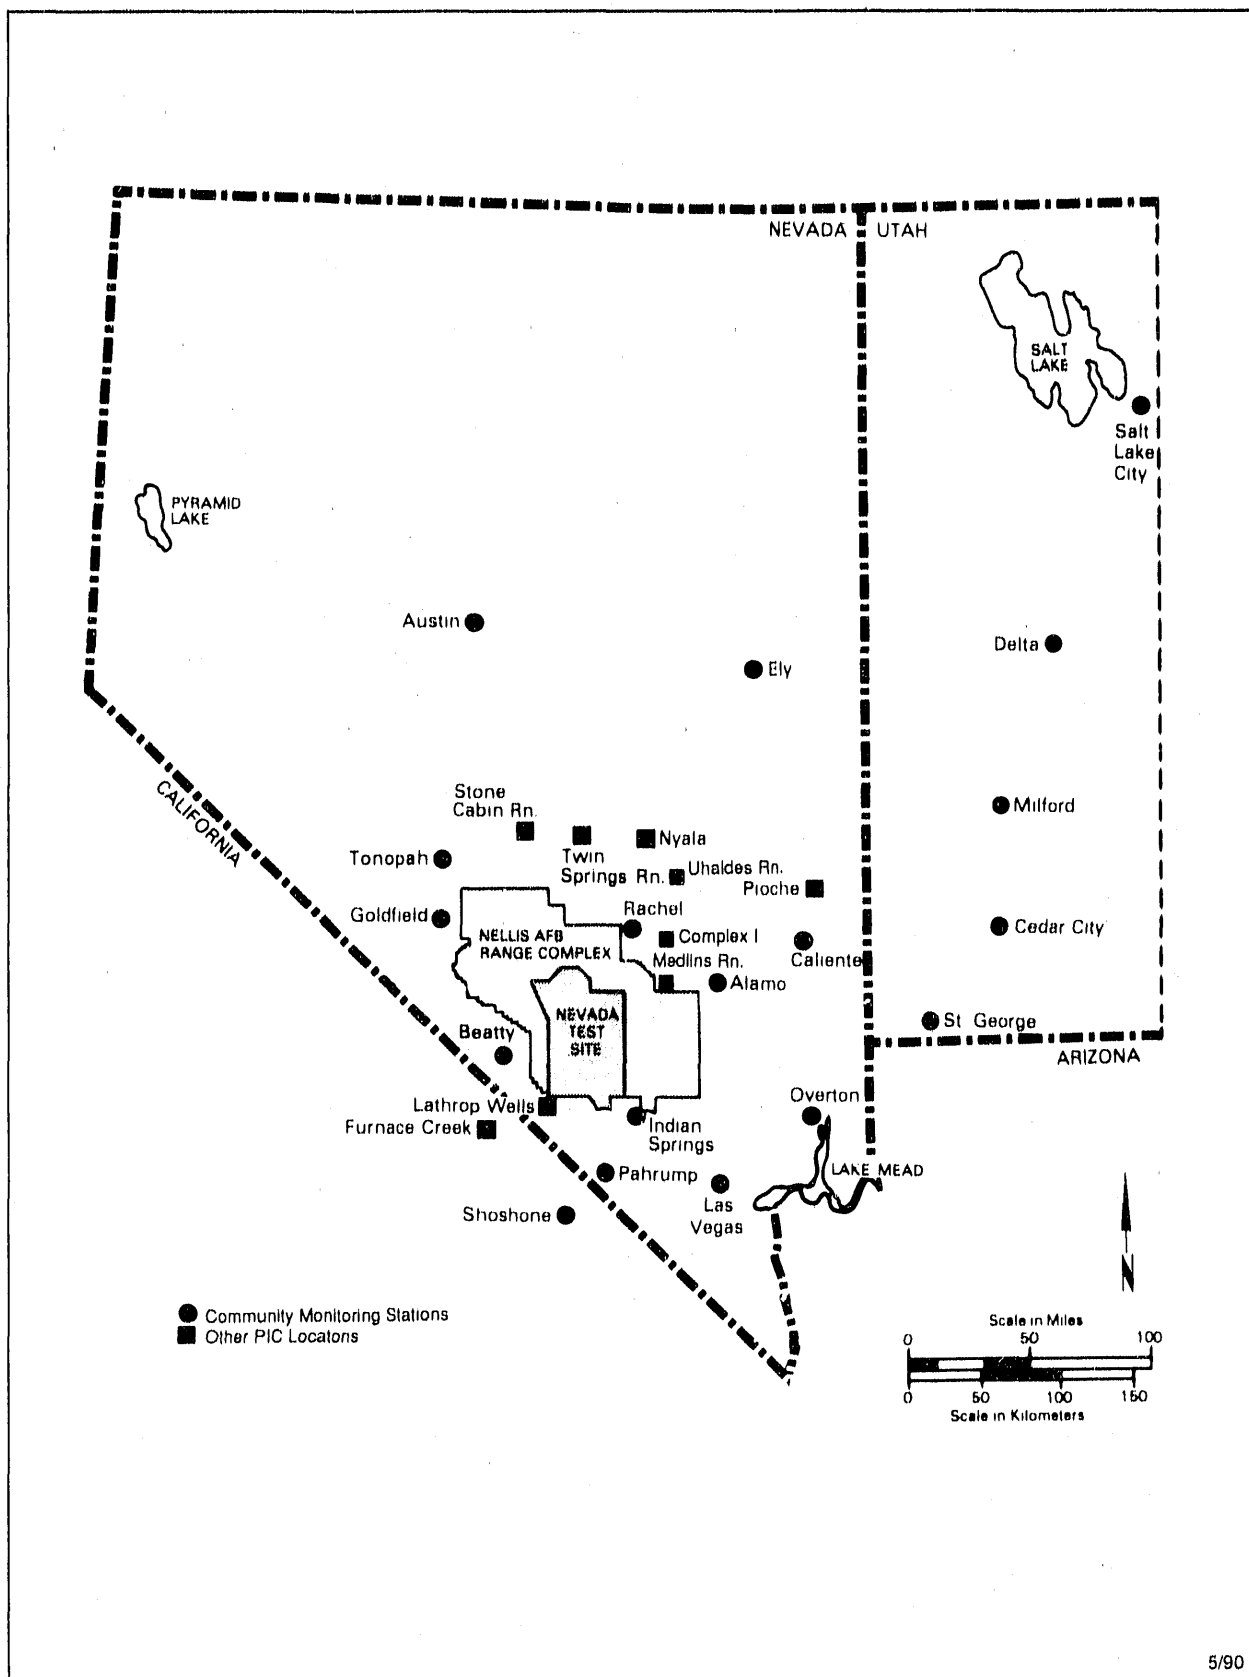 NEVADA
UTAH
SALT
LAKE
Salt
Lake
City
PYRAMID
LAKE
Austin
Ely
Delta
CALIFORNIA
Stone
Cabin Rn.
Milford
Tonopah
Twin
Springs Rn.
Nyala
Uhaldes Rn.
Pioche
Goldfield
Rachel
NELLIS AFB
RANGE COMPLEX
Complex I
Medlins Rn.
Caliente
Cedar City
Alamo
NEVADA
TEST
SITE
Beatty
St George
ARIZONA
Lathrop Wells
Furnace Creek
Indian
Springs
Overton
LAKE MEAD
Pahrump
Las
Vegas
Shoshone
N
Community Monitoring Stations
Other PIC Locatons
Scale in Miles
0 50 100
0 50 100 150
Scale in Kilometers
5/90